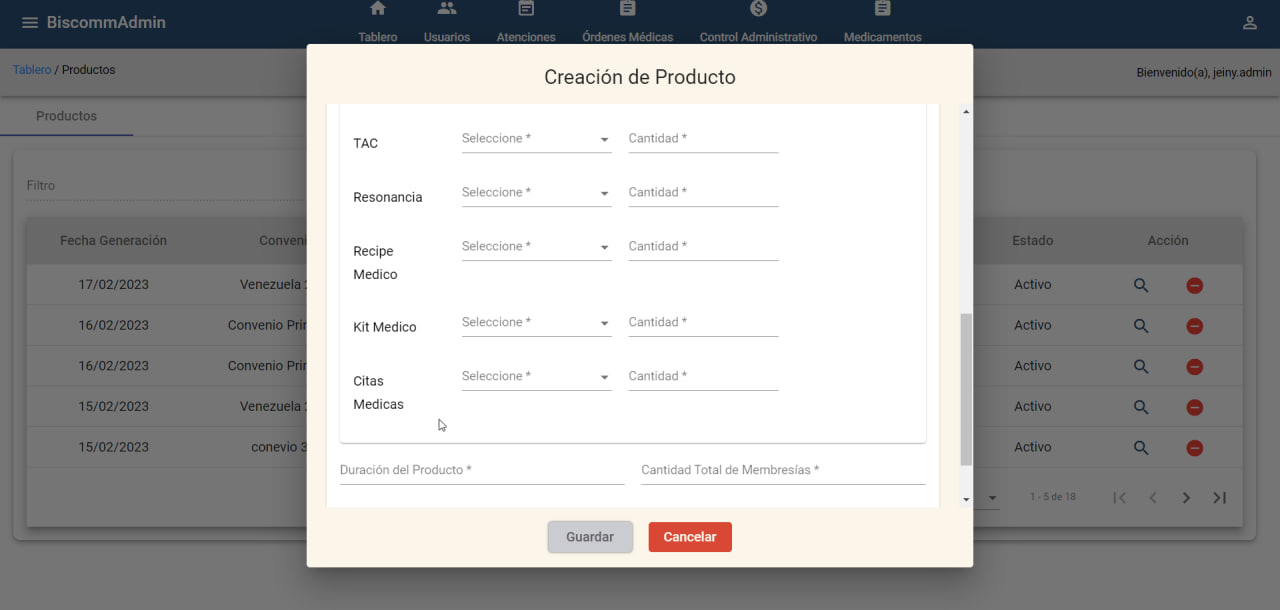 BiscommAdmin
Tablero
Usuarios
Atenciones
Órdenes Médicas
Control Administrativo
Medicamentos
Tablero / Productos
Bienvenido(a), jeiny.admin
Productos
Filtro
Fecha Generación
Estado
Acción
17/02/2023
Venezuela
Activo
16/02/2023
Convenio
Activo
16/02/2023
Convenio
Activo
15/02/2023
Venezuela
Activo
15/02/2023
conevio 3
Activo
1 - 5 de 18
Creación de Producto
TAC
Seleccione *
Cantidad *
Resonancia
Seleccione *
Cantidad *
Recipe
Medico
Seleccione *
Cantidad *
Kit Medico
Seleccione *
Cantidad *
Citas
Medicas
Seleccione *
Cantidad *
Duración del Producto *
Cantidad Total de Membresías *
Guardar
Cancelar